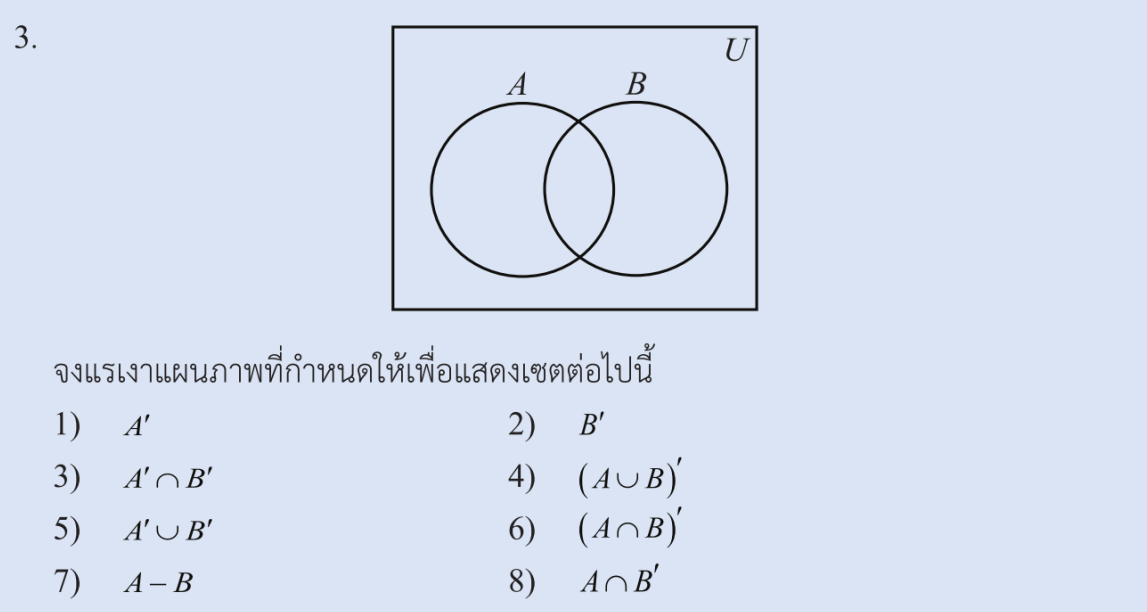 3.
U
A B
จงแรเงาแผนภาพที่กำหนดให้เพื่อแสดงเซตต่อไปนี้
1) A′ 2) B′
3) A′ ∩ B′ 4) (A ∪ B)′
5) A′ ∪ B′ 6) (A ∩ B)′
7) A − B 8) A ∩ B′